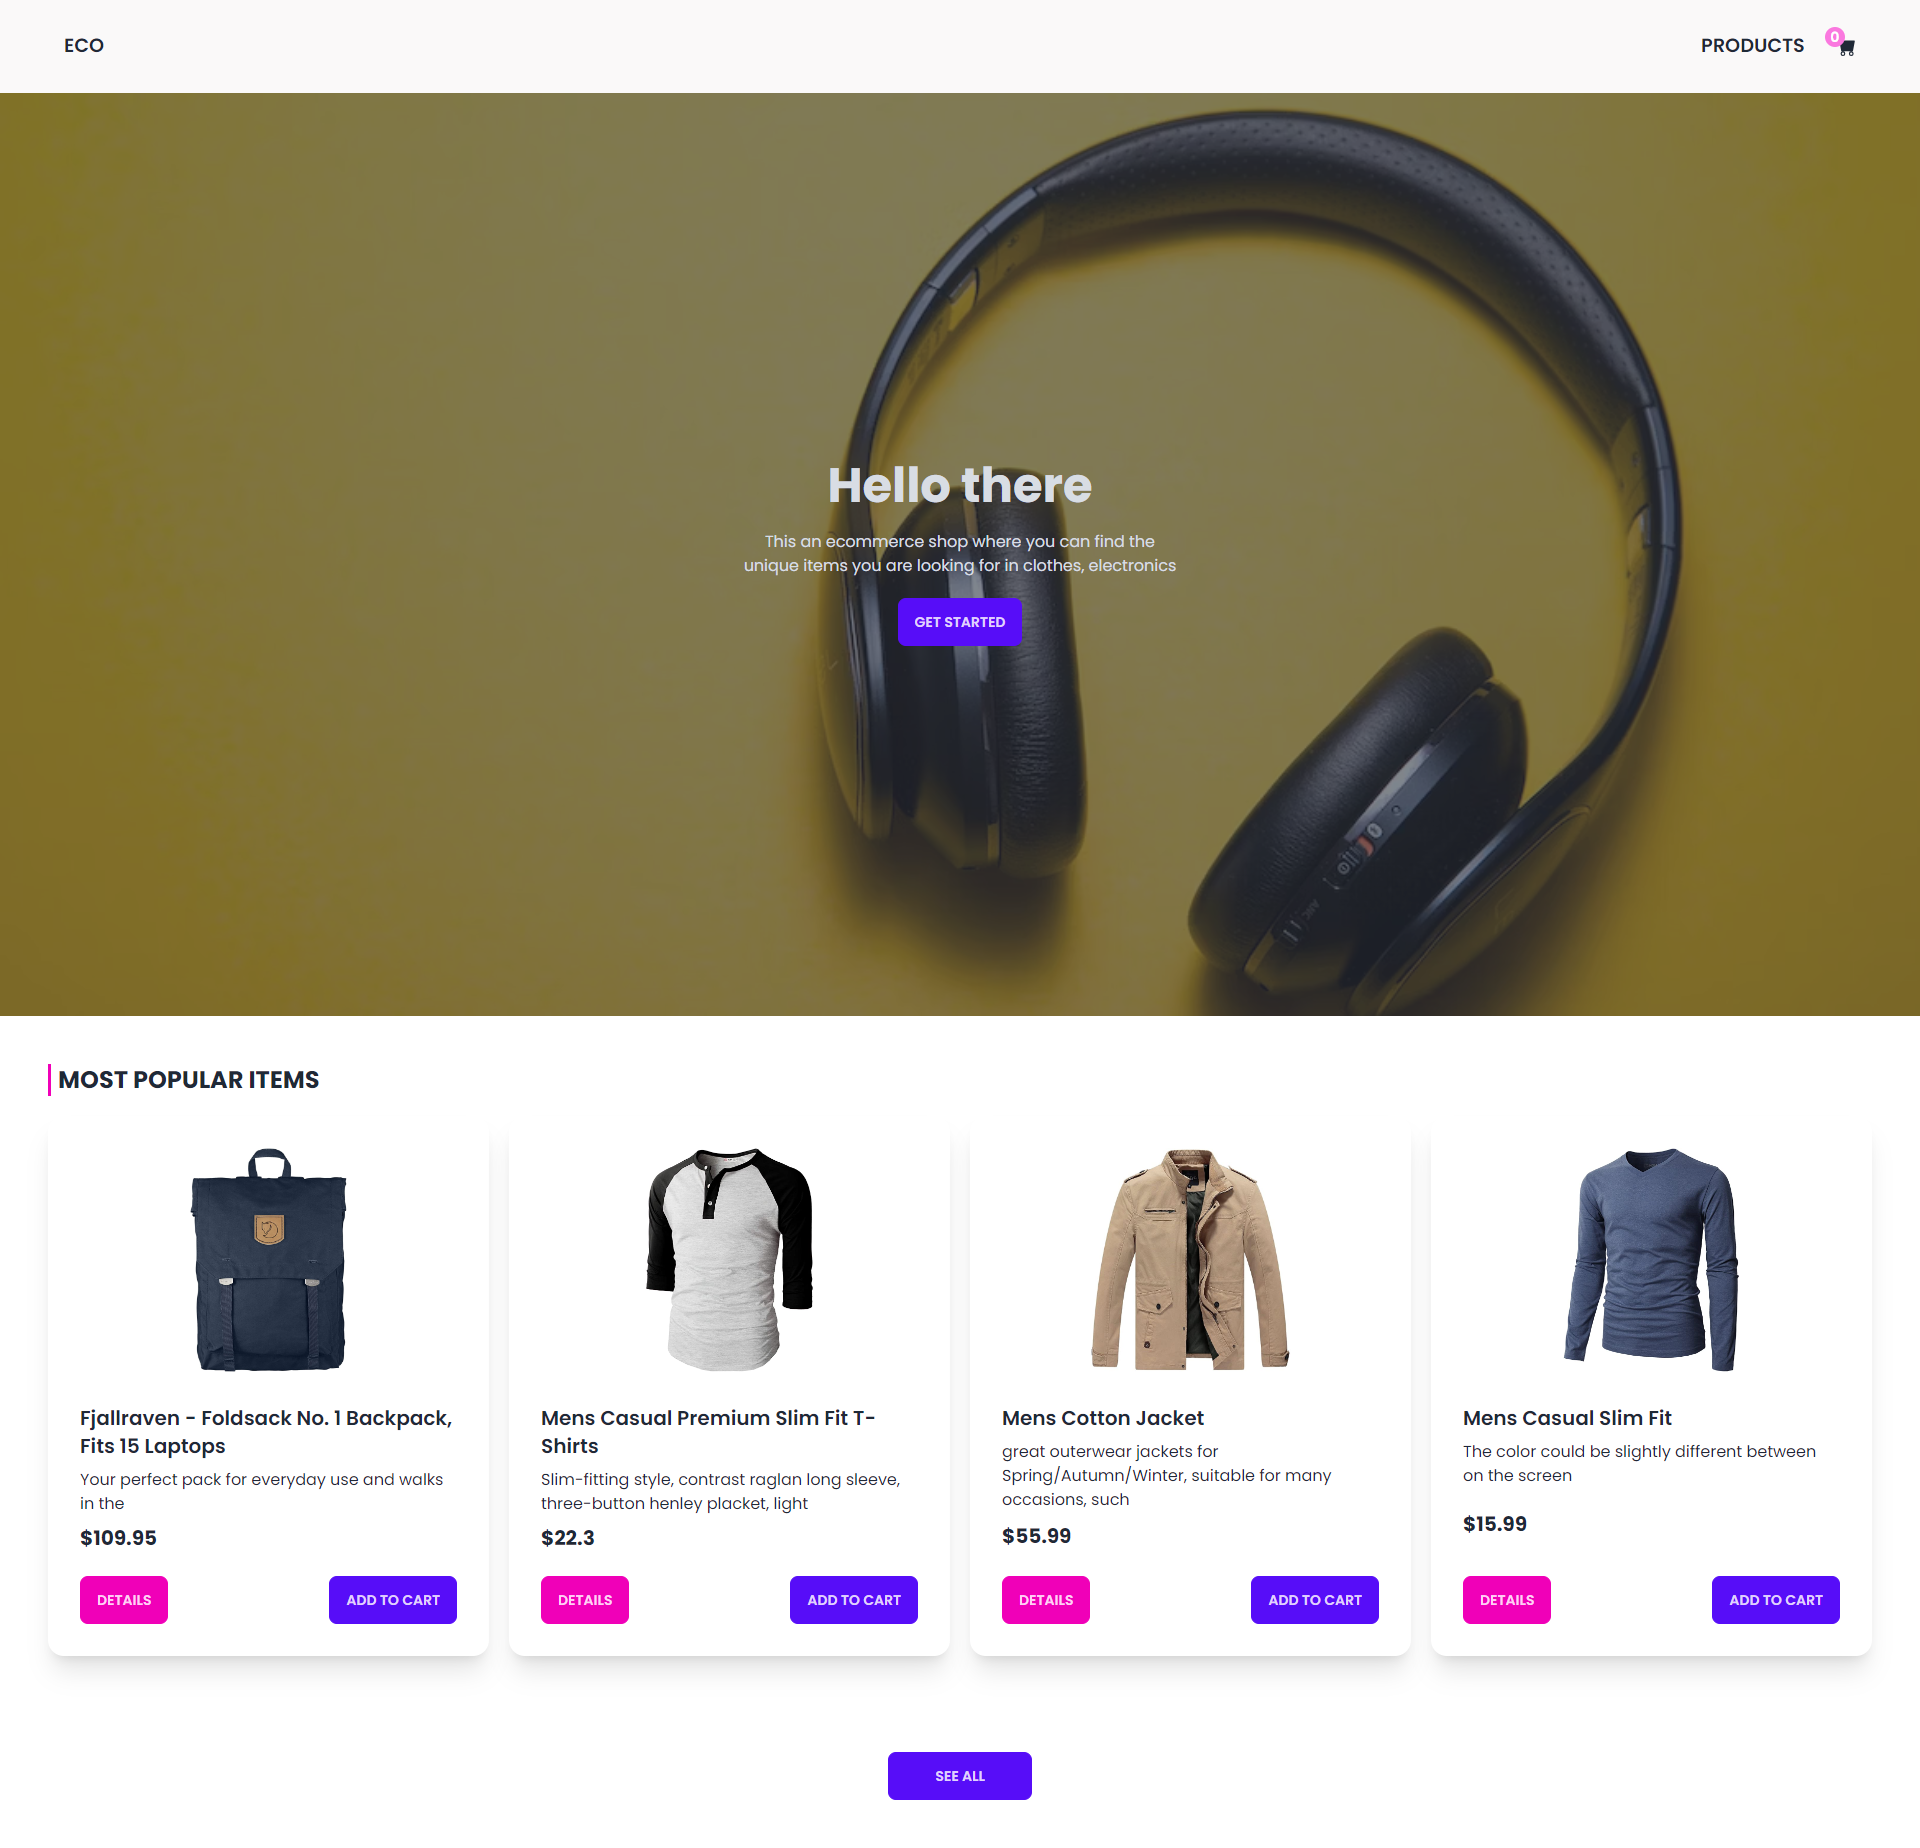 ECO
PRODUCTS
0
Hello there
This an ecommerce shop where you can find the
unique items you are looking for in clothes, electronics
GET STARTED
MOST POPULAR ITEMS
Fjallraven - Foldsack No. 1 Backpack,
Fits 15 Laptops
Your perfect pack for everyday use and walks
in the
$109.95
DETAILS
ADD TO CART
Mens Casual Premium Slim Fit T-
Shirts
Slim-fitting style, contrast raglan long sleeve,
three-button henley placket, light
$22.3
DETAILS
ADD TO CART
Mens Cotton Jacket
great outerwear jackets for
Spring/Autumn/Winter, suitable for many
occasions, such
$55.99
DETAILS
ADD TO CART
Mens Casual Slim Fit
The color could be slightly different between
on the screen
$15.99
DETAILS
ADD TO CART
SEE ALL